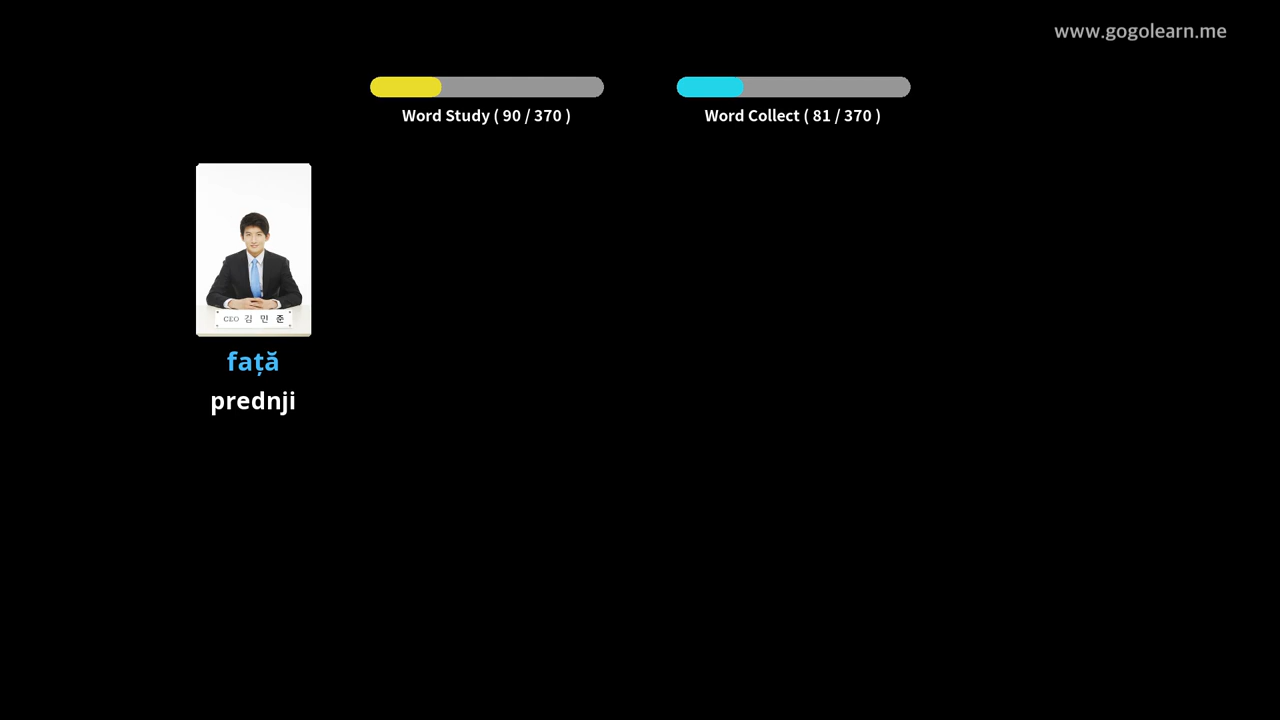 www.gogolearn.me
Word Study ( 90 / 370 )
Word Collect ( 81 / 370 )
CEO 김 민 준
față
prednji